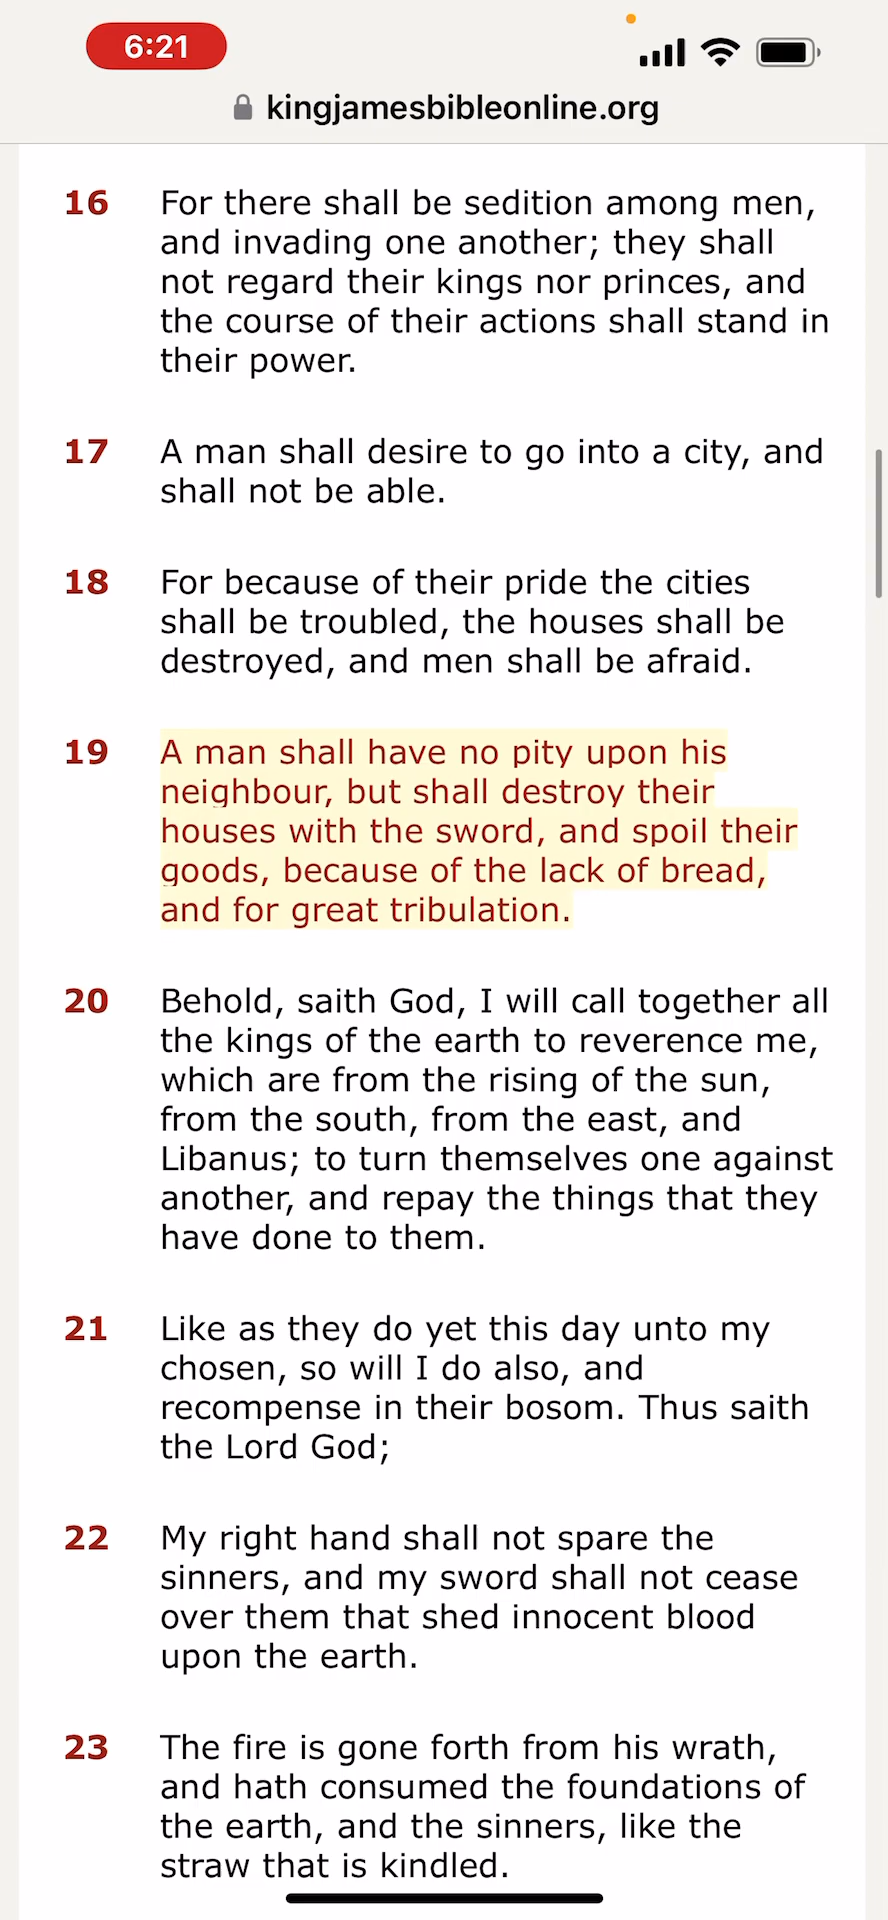 6:21
kingjamesbibleonline.org
16 For there shall be sedition among men,
and invading one another; they shall
not regard their kings nor princes, and
the course of their actions shall stand in
their power.
17 A man shall desire to go into a city, and
shall not be able.
18 For because of their pride the cities
shall be troubled, the houses shall be
destroyed, and men shall be afraid.
19 A man shall have no pity upon his
neighbour, but shall destroy their
houses with the sword, and spoil their
goods, because of the lack of bread,
and for great tribulation.
20 Behold, saith God, I will call together all
the kings of the earth to reverence me,
which are from the rising of the sun,
from the south, from the east, and
Libanus; to turn themselves one against
another, and repay the things that they
have done to them.
21 Like as they do yet this day unto my
chosen, so will I do also, and
recompense in their bosom. Thus saith
the Lord God;
22 My right hand shall not spare the
sinners, and my sword shall not cease
over them that shed innocent blood
upon the earth.
23 The fire is gone forth from his wrath,
and hath consumed the foundations of
the earth, and the sinners, like the
straw that is kindled.